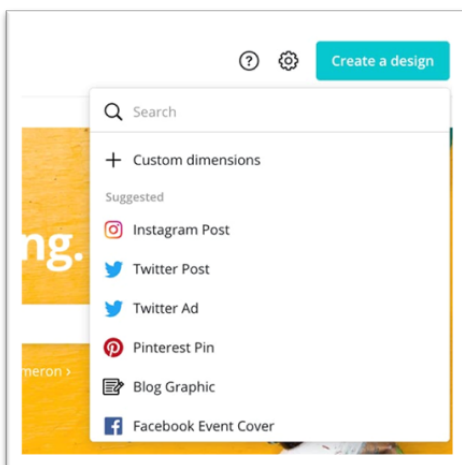 Create a design
Search
Custom dimensions
Suggested
Instagram Post
ng.
Twitter Post
Twitter Ad
Pinterest Pin
meron ›
Blog Graphic
Facebook Event Cover